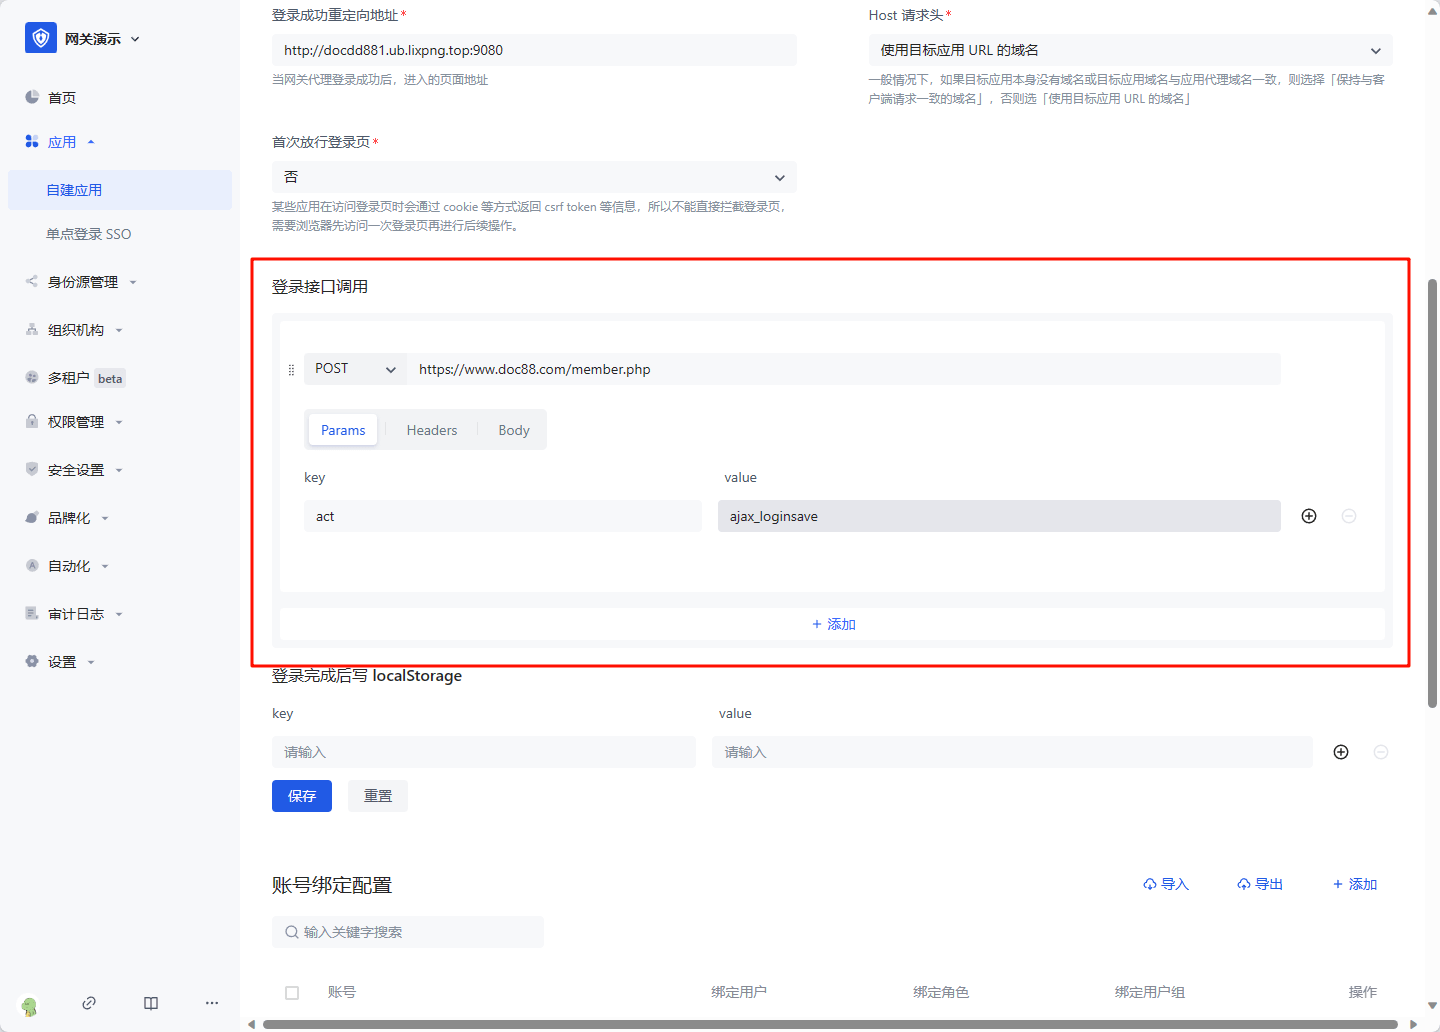 网关演示
首页
应用
自建应用
单点登录 SSO
身份源管理
组织机构
多租户 beta
权限管理
安全设置
品牌化
自动化
审计日志
设置
登录成功重定向地址*
http://docdd881.ub.lixpng.top:9080
当网关代理登录成功后，进入的页面地址
Host 请求头*
使用目标应用 URL 的域名
一般情况下，如果目标应用本身没有域名或目标应用域名与应用代理域名一致，则选择「保持与客
户端请求一致的域名」，否则选「使用目标应用 URL 的域名」
首次放行登录页*
否
某些应用在访问登录页时会通过 cookie 等方式返回 csrf token 等信息，所以不能直接拦截登录页，
需要浏览器先访问一次登录页再进行后续操作。
登录接口调用
POST https://www.doc88.com/member.php
Params Headers Body
key value
act ajax_loginsave
+ 添加
登录完成后写 localStorage
key value
请输入 请输入
保存 重置
账号绑定配置
导入 导出 + 添加
输入关键字搜索
账号 绑定用户 绑定角色 绑定用户组 操作